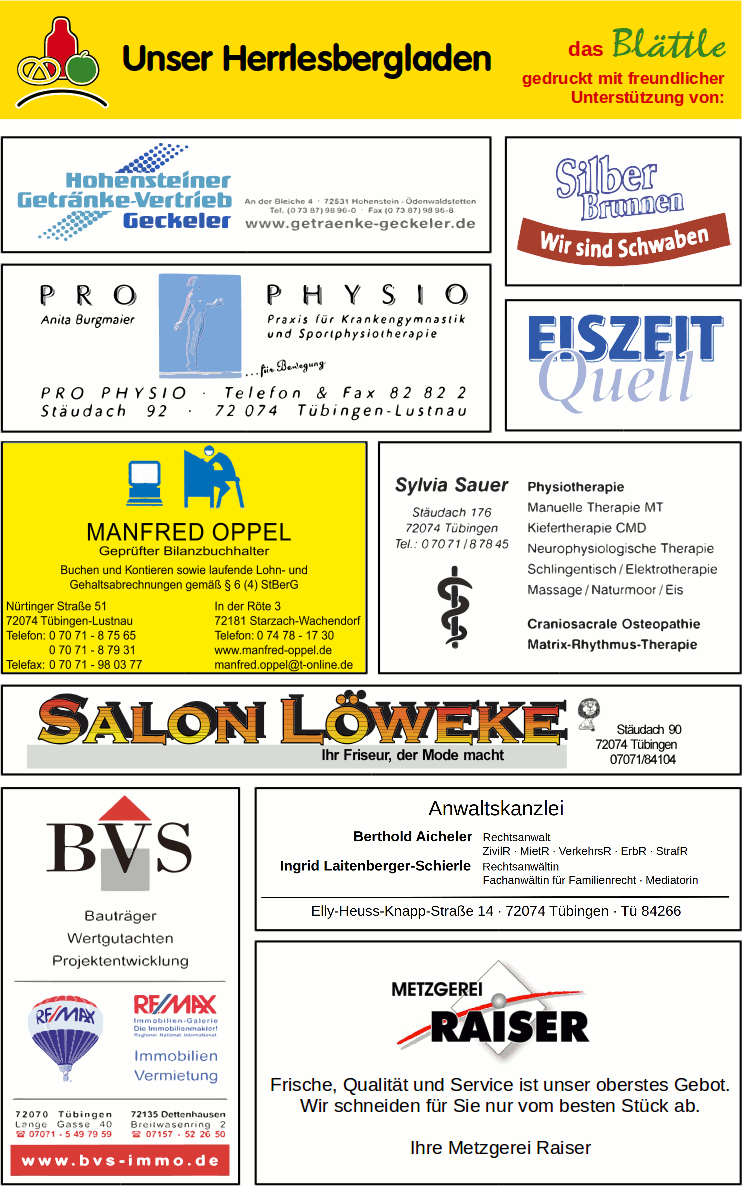 Unser Herrlesbergladen
das Blättle
gedruckt mit freundlicher
Unterstützung von:
Hohensteiner
Getränke-Vertrieb
Geckeler
An der Bleiche 4 · 72531 Hohenstein - Ödenwaldstetten
Tel. (0 73 87) 98 96-0 · Fax (0 73 87) 98 96-8
www.getraenke-geckeler.de
Silber
Brunnen
Wir sind Schwaben
PRO PHYSIO
Anita Burgmaier
Praxis für Krankengymnastik
und Sportphysiotherapie
...für Bewegung
PRO PHYSIO · Telefon & Fax 82 82 2
Stäudach 92 · 72 074 Tübingen-Lustnau
EISZEIT
Quell
MANFRED OPPEL
Geprüfter Bilanzbuchhalter
Buchen und Kontieren sowie laufende Lohn- und
Gehaltsabrechnungen gemäß § 6 (4) StBerG
Nürtinger Straße 51
72074 Tübingen-Lustnau
Telefon: 0 70 71 - 8 75 65
0 70 71 - 8 79 31
Telefax: 0 70 71 - 98 03 77
In der Röte 3
72181 Starzach-Wachendorf
Telefon: 0 74 78 - 17 30
www.manfred-oppel.de
manfred.oppel@t-online.de
Sylvia Sauer
Stäudach 176
72074 Tübingen
Tel.: 0 70 71 / 8 78 45
Physiotherapie
Manuelle Therapie MT
Kiefertherapie CMD
Neurophysiologische Therapie
Schlingentisch / Elektrotherapie
Massage / Naturmoor / Eis
Craniosacrale Osteopathie
Matrix-Rhythmus-Therapie
SALON LÖWEKE
Ihr Friseur, der Mode macht
Stäudach 90
72074 Tübingen
07071/84104
BVS
Bauträger
Wertgutachten
Projektentwicklung
RE/MAX
RE/MAX
Immobilien-Galerie
Die Immobilienmakler!
Regional National International
Immobilien
Vermietung
72070 Tübingen
Lange Gasse 40
☎ 07071 - 5 49 79 59
72135 Dettenhausen
Breitwasenring 2
☎ 07157 - 52 26 50
www.bvs-immo.de
Anwaltskanzlei
Berthold Aicheler Rechtsanwalt
ZivilR · MietR · VerkehrsR · ErbR · StrafR
Ingrid Laitenberger-Schierle Rechtsanwältin
Fachanwältin für Familienrecht · Mediatorin
Elly-Heuss-Knapp-Straße 14 · 72074 Tübingen · Tü 84266
METZGEREI
RAISER
Frische, Qualität und Service ist unser oberstes Gebot.
Wir schneiden für Sie nur vom besten Stück ab.
Ihre Metzgerei Raiser